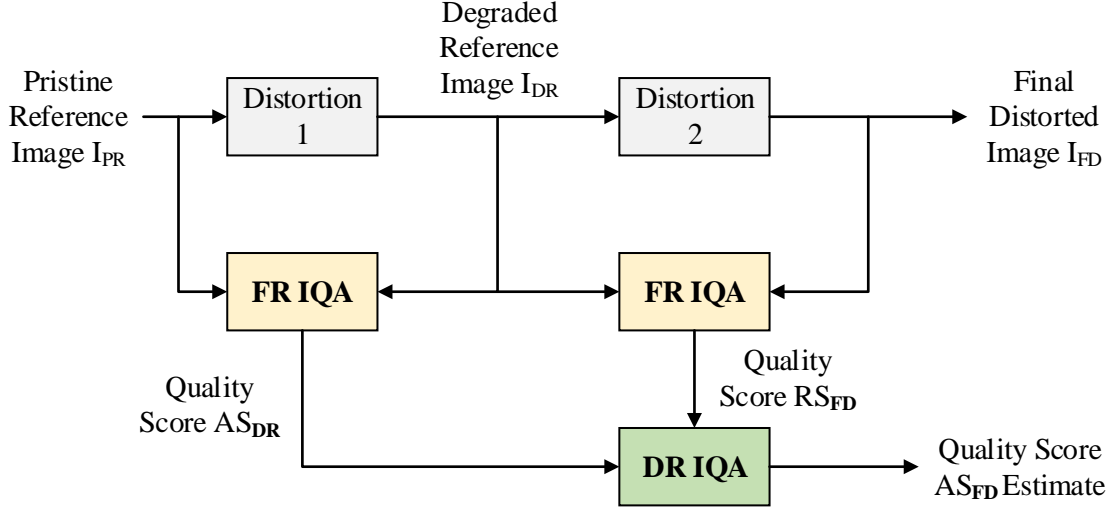 Degraded
Reference
Image I_DR
Pristine
Reference
Image I_PR
Distortion
1
Distortion
2
Final
Distorted
Image I_FD
FR IQA
FR IQA
Quality
Score AS_DR
Quality
Score RS_FD
DR IQA
Quality Score
AS_FD Estimate